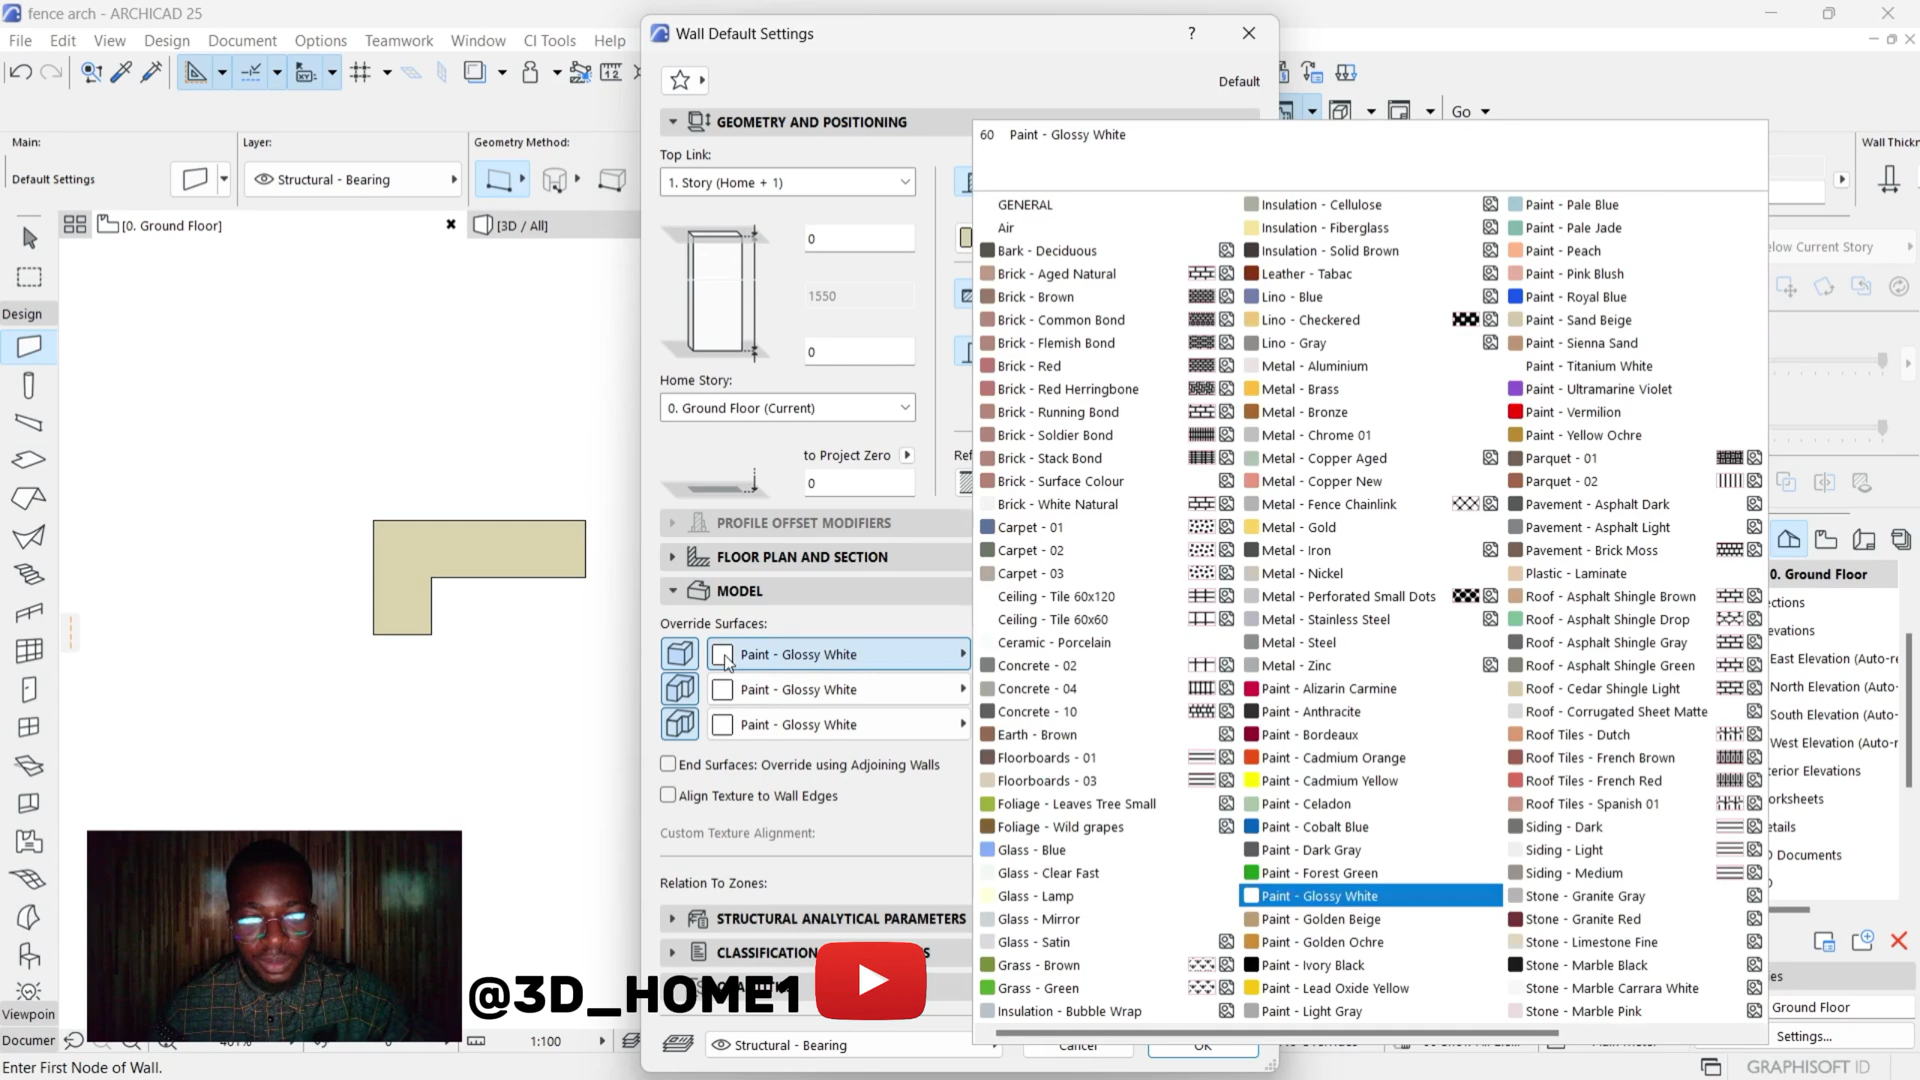 fence arch - ARCHICAD 25
File Edit View Design Document Options Teamwork Window CI Tools Help
Wall Default Settings
?
Default
GEOMETRY AND POSITIONING
Go
Main:
Layer:
Geometry Method:
Wall Thickn
Default Settings
Structural - Bearing
Top Link:
1. Story (Home + 1)
[0. Ground Floor]
[3D / All]
0
1550
0
Home Story:
0. Ground Floor (Current)
to Project Zero
Ref
0
Design
PROFILE OFFSET MODIFIERS
FLOOR PLAN AND SECTION
MODEL
Override Surfaces:
Paint - Glossy White
Paint - Glossy White
Paint - Glossy White
End Surfaces: Override using Adjoining Walls
Align Texture to Wall Edges
Custom Texture Alignment:
Relation To Zones:
STRUCTURAL ANALYTICAL PARAMETERS
Structural - Bearing
60 Paint - Glossy White
GENERAL
Air
Bark - Deciduous
Brick - Aged Natural
Brick - Brown
Brick - Common Bond
Brick - Flemish Bond
Brick - Red
Brick - Red Herringbone
Brick - Running Bond
Brick - Soldier Bond
Brick - Stack Bond
Brick - Surface Colour
Brick - White Natural
Carpet - 01
Carpet - 02
Carpet - 03
Ceiling - Tile 60x120
Ceiling - Tile 60x60
Ceramic - Porcelain
Concrete - 02
Concrete - 04
Concrete - 10
Earth - Brown
Floorboards - 01
Floorboards - 03
Foliage - Leaves Tree Small
Foliage - Wild grapes
Glass - Blue
Glass - Clear Fast
Glass - Lamp
Glass - Mirror
Glass - Satin
Grass - Brown
Grass - Green
Insulation - Bubble Wrap
Insulation - Cellulose
Insulation - Fiberglass
Insulation - Solid Brown
Leather - Tabac
Lino - Blue
Lino - Checkered
Lino - Gray
Metal - Aluminium
Metal - Brass
Metal - Bronze
Metal - Chrome 01
Metal - Copper Aged
Metal - Copper New
Metal - Fence Chainlink
Metal - Gold
Metal - Iron
Metal - Nickel
Metal - Perforated Small Dots
Metal - Stainless Steel
Metal - Steel
Metal - Zinc
Paint - Alizarin Carmine
Paint - Anthracite
Paint - Bordeaux
Paint - Cadmium Orange
Paint - Cadmium Yellow
Paint - Celadon
Paint - Cobalt Blue
Paint - Dark Gray
Paint - Forest Green
Paint - Glossy White
Paint - Golden Beige
Paint - Golden Ochre
Paint - Ivory Black
Paint - Lead Oxide Yellow
Paint - Light Gray
Paint - Pale Blue
Paint - Pale Jade
Paint - Peach
Paint - Pink Blush
Paint - Royal Blue
Paint - Sand Beige
Paint - Sienna Sand
Paint - Titanium White
Paint - Ultramarine Violet
Paint - Vermilion
Paint - Yellow Ochre
Parquet - 01
Parquet - 02
Pavement - Asphalt Dark
Pavement - Asphalt Light
Pavement - Brick Moss
Plastic - Laminate
Roof - Asphalt Shingle Brown
Roof - Asphalt Shingle Drop
Roof - Asphalt Shingle Gray
Roof - Asphalt Shingle Green
Roof - Cedar Shingle Light
Roof - Corrugated Sheet Matte
Roof Tiles - Dutch
Roof Tiles - French Brown
Roof Tiles - French Red
Roof Tiles - Spanish 01
Siding - Dark
Siding - Light
Siding - Medium
Stone - Granite Gray
Stone - Granite Red
Stone - Limestone Fine
Stone - Marble Black
Stone - Marble Carrara White
Stone - Marble Pink
elow Current Story
0. Ground Floor
ections
evations
East Elevation (Auto-re
North Elevation (Auto-
South Elevation (Auto-
West Elevation (Auto-r
terior Elevations
orksheets
etails
D Documents
es
Ground Floor
Settings...
@3D_HOME1
Viewpoin
Documer
1:100
Cancel
OK
Enter First Node of Wall.
GRAPHISOFT ID